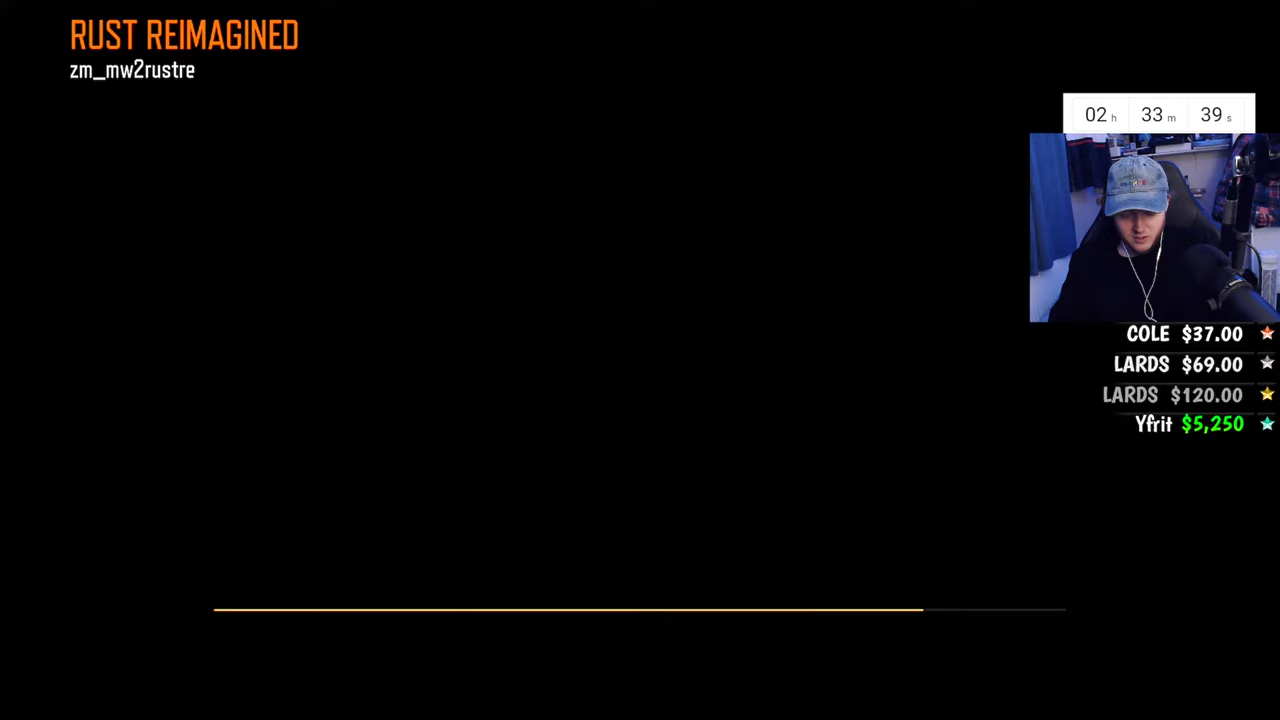 RUST REIMAGINED
zm_mw2rustre
02 h 33 m 39 s
COLE $37.00
LARDS $69.00
LARDS $120.00
Yfrit $5,250